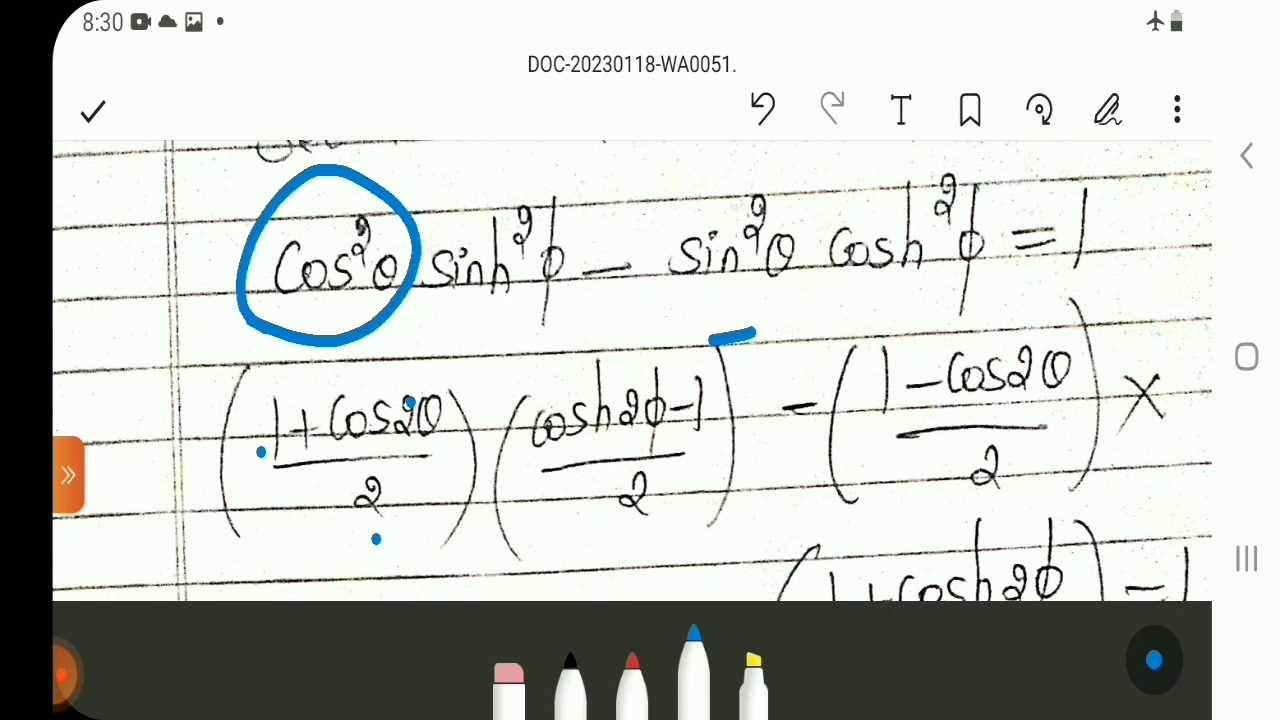 8:30
DOC-20230118-WA0051.
T
Cos²θ sinh²ϕ - sin²θ Cosh²ϕ = 1
((1 + Cos2θ)/2) ((cosh2ϕ - 1)/2) - ((1 - Cos2θ)/2) ×
(1 + cosh2ϕ) = 1